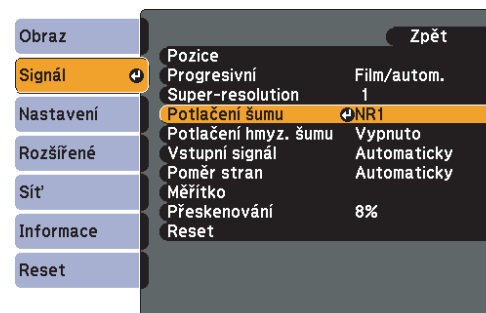 Obraz
Signál
Nastavení
Rozšířené
Síť
Informace
Reset
Zpět
Pozice
Progresivní Film/autom.
Super-resolution 1
Potlačení šumu NR1
Potlačení hmyz. šumu Vypnuto
Vstupní signál Automaticky
Poměr stran Automaticky
Měřítko
Přeskenování 8%
Reset